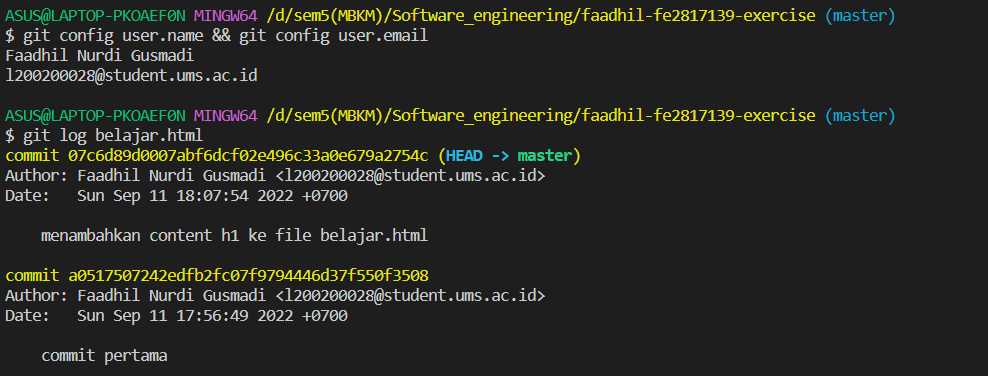 ASUS@LAPTOP-PKOAEF0N MINGW64 /d/sem5(MBKM)/Software_engineering/faadhil-fe2817139-exercise (master)
$ git config user.name && git config user.email
Faadhil Nurdi Gusmadi
l200200028@student.ums.ac.id
ASUS@LAPTOP-PKOAEF0N MINGW64 /d/sem5(MBKM)/Software_engineering/faadhil-fe2817139-exercise (master)
$ git log belajar.html
commit 07c6d89d0007abf6dcf02e496c33a0e679a2754c (HEAD -> master)
Author: Faadhil Nurdi Gusmadi <l200200028@student.ums.ac.id>
Date:   Sun Sep 11 18:07:54 2022 +0700
    menambahkan content h1 ke file belajar.html
commit a0517507242edfb2fc07f9794446d37f550f3508
Author: Faadhil Nurdi Gusmadi <l200200028@student.ums.ac.id>
Date:   Sun Sep 11 17:56:49 2022 +0700
    commit pertama